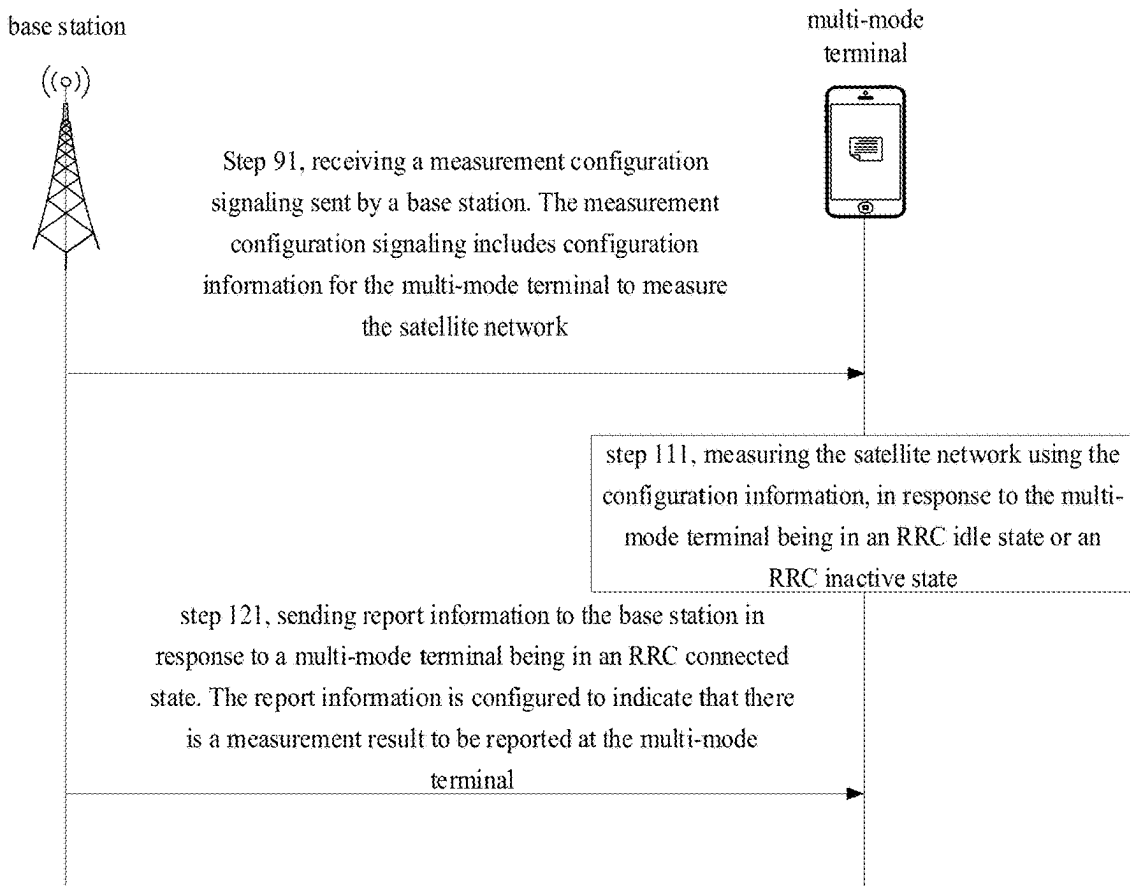 base station
multi-mode
terminal
Step 91, receiving a measurement configuration
signaling sent by a base station. The measurement
configuration signaling includes configuration
information for the multi-mode terminal to measure
the satellite network
step 111, measuring the satellite network using the
configuration information, in response to the multi-
mode terminal being in an RRC idle state or an
RRC inactive state
step 121, sending report information to the base station in
response to a multi-mode terminal being in an RRC connected
state. The report information is configured to indicate that there
is a measurement result to be reported at the multi-mode
terminal